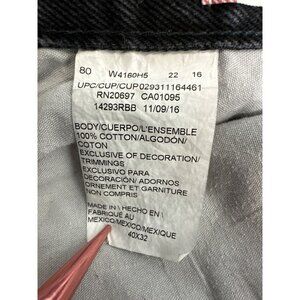 80 W4160H5 22 16
UPC/CUP/CUP029311164461
RN20697 CA01095
14293RBB 11/09/16
BODY/CUERPO/L'ENSEMBLE
100% COTTON/ALGODÓN/
COTON
EXCLUSIVE OF DECORATION/
TRIMMINGS
EXCLUSIVO PARA
DECORACIÓN/ ADORNOS
ORNEMENT ET GARNITURE
NON COMPRIS
MADE IN \ HECHO EN \
FABRIQUÉ AU
MEXICO/MEXICO/MEXIQUE
40X32